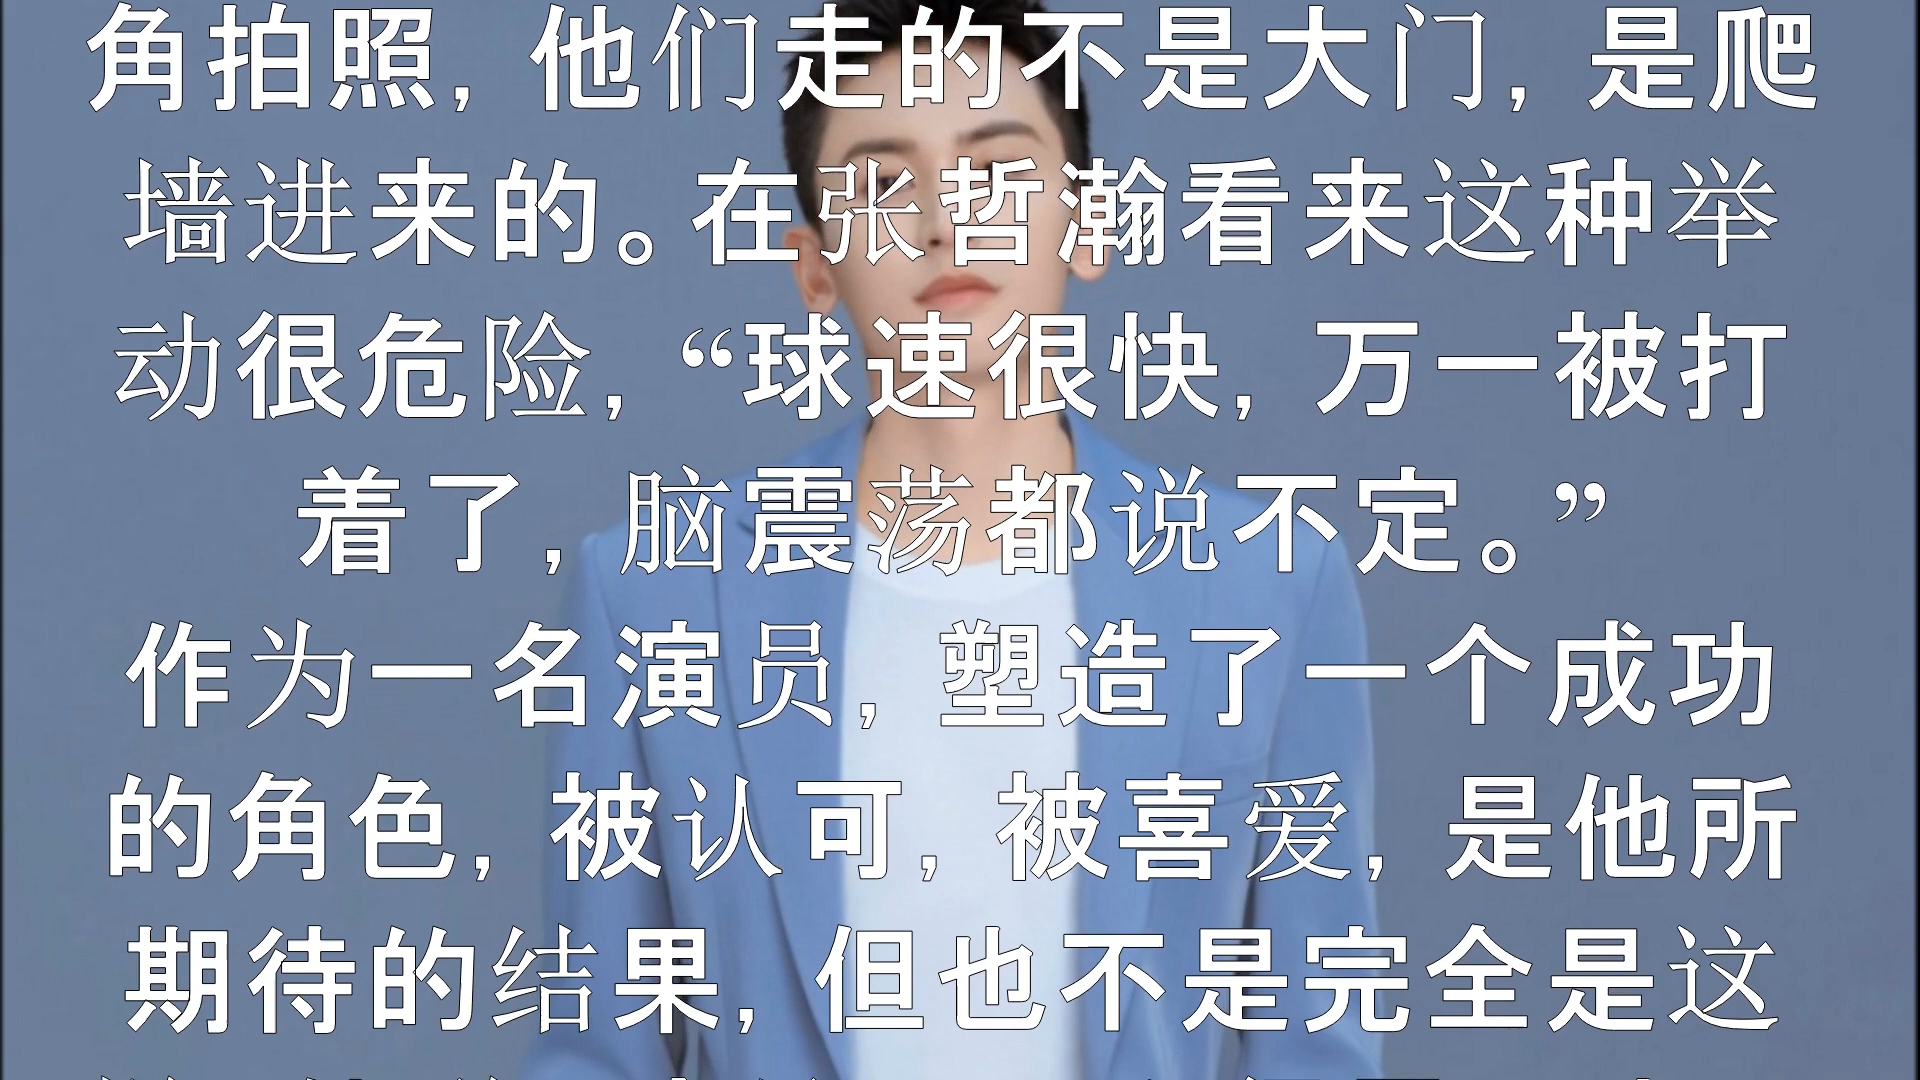 角拍照，他们走的不是大门，是爬
墙进来的。在张哲瀚看来这种举
动很危险，“球速很快，万一被打
着了，脑震荡都说不定。”
作为一名演员，塑造了一个成功
的角色，被认可，被喜爱，是他所
期待的结果，但也不是完全是这